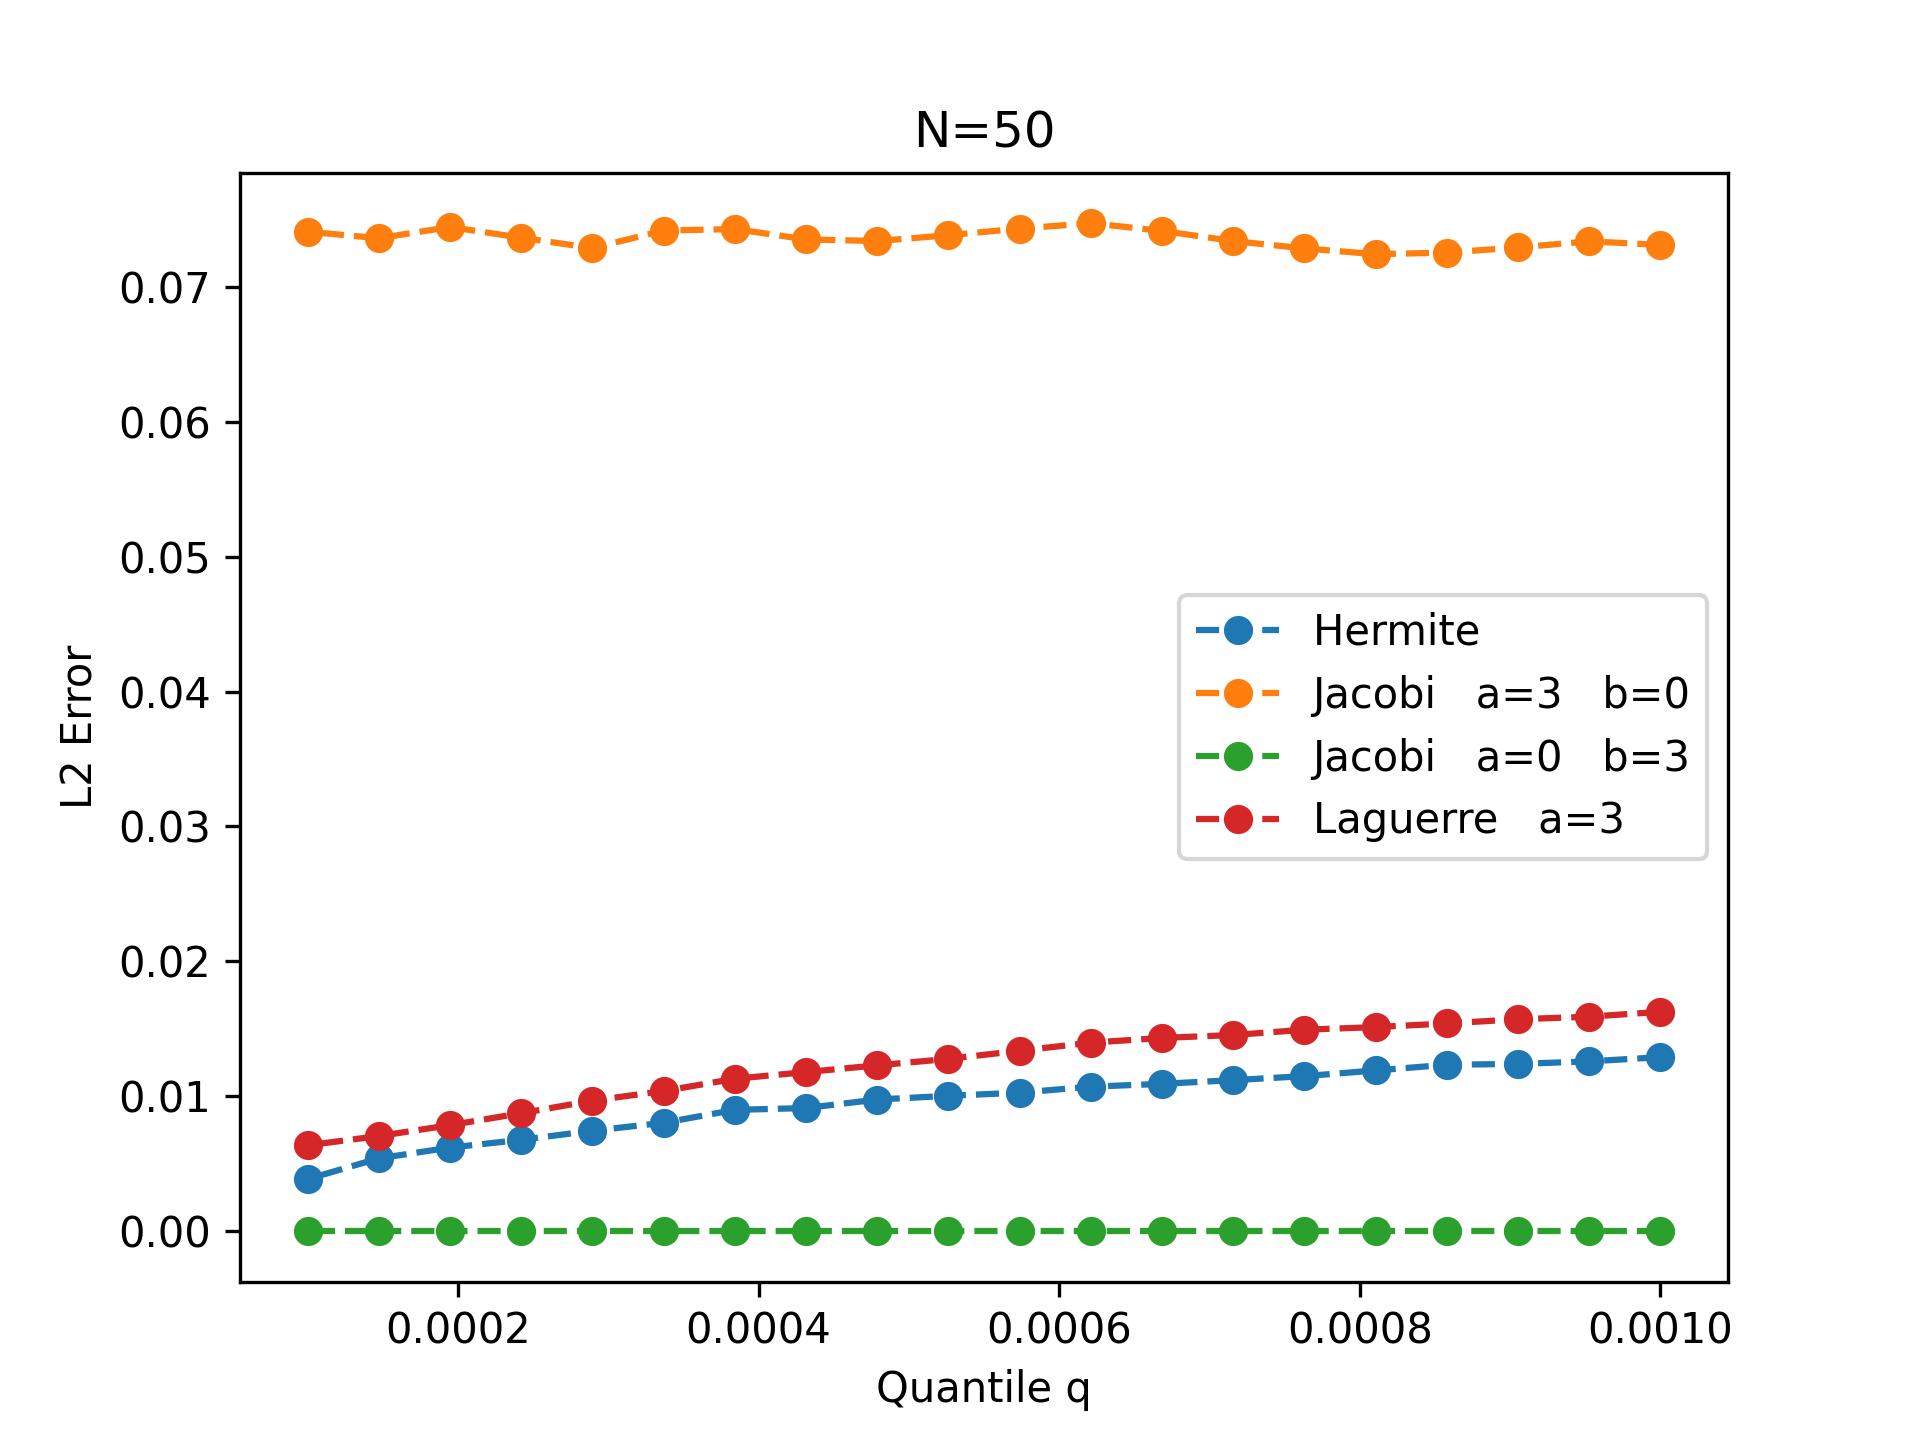 N=50
0.07
0.06
0.05
0.04
0.03
0.02
0.01
0.00
L2 Error
Hermite
Jacobi   a=3   b=0
Jacobi   a=0   b=3
Laguerre   a=3
0.0002 0.0004 0.0006 0.0008 0.0010
Quantile q